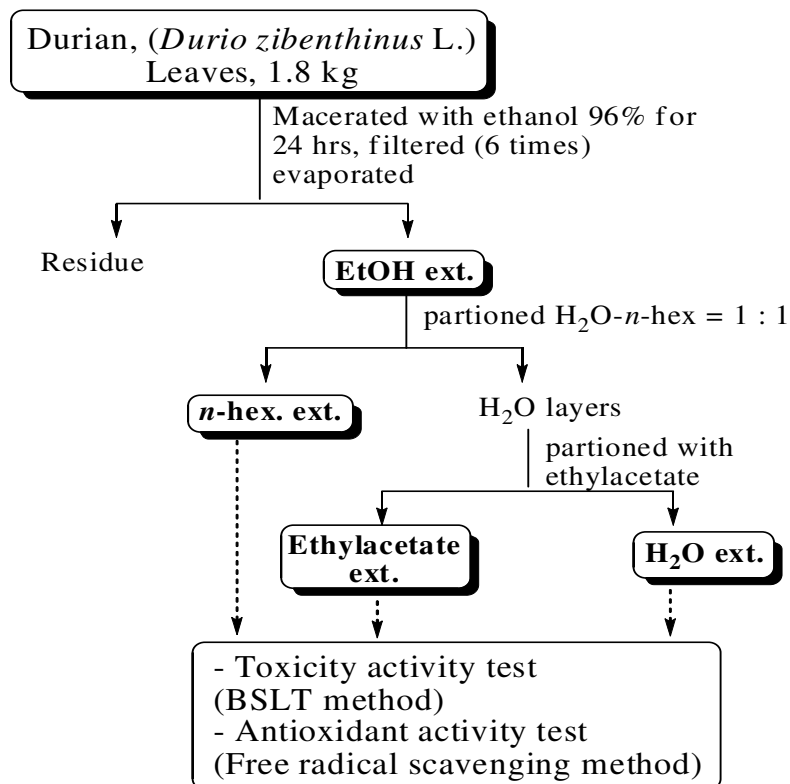 Durian, (Durio zibenthinus L.)
Leaves, 1.8 kg
Macerated with ethanol 96% for
24 hrs, filtered (6 times)
evaporated
Residue
EtOH ext.
partioned H₂O-n-hex = 1 : 1
n-hex. ext.
H₂O layers
partioned with
ethylacetate
Ethylacetate
ext.
H₂O ext.
- Toxicity activity test
(BSLT method)
- Antioxidant activity test
(Free radical scavenging method)